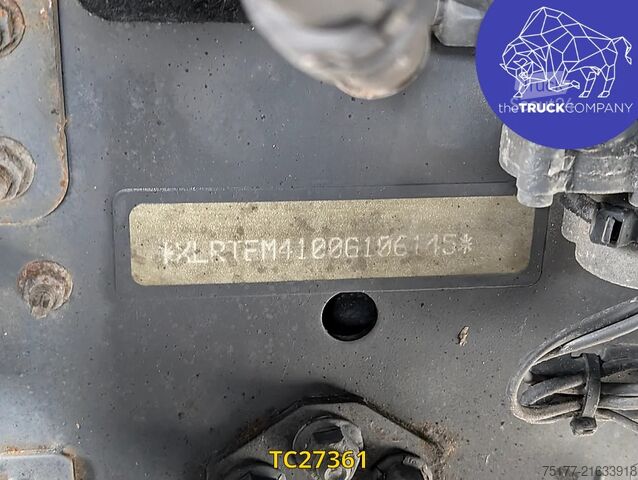 theTRUCKCOMPANY
*XLRTEM4100G106145*
TC27361
75177-21633918